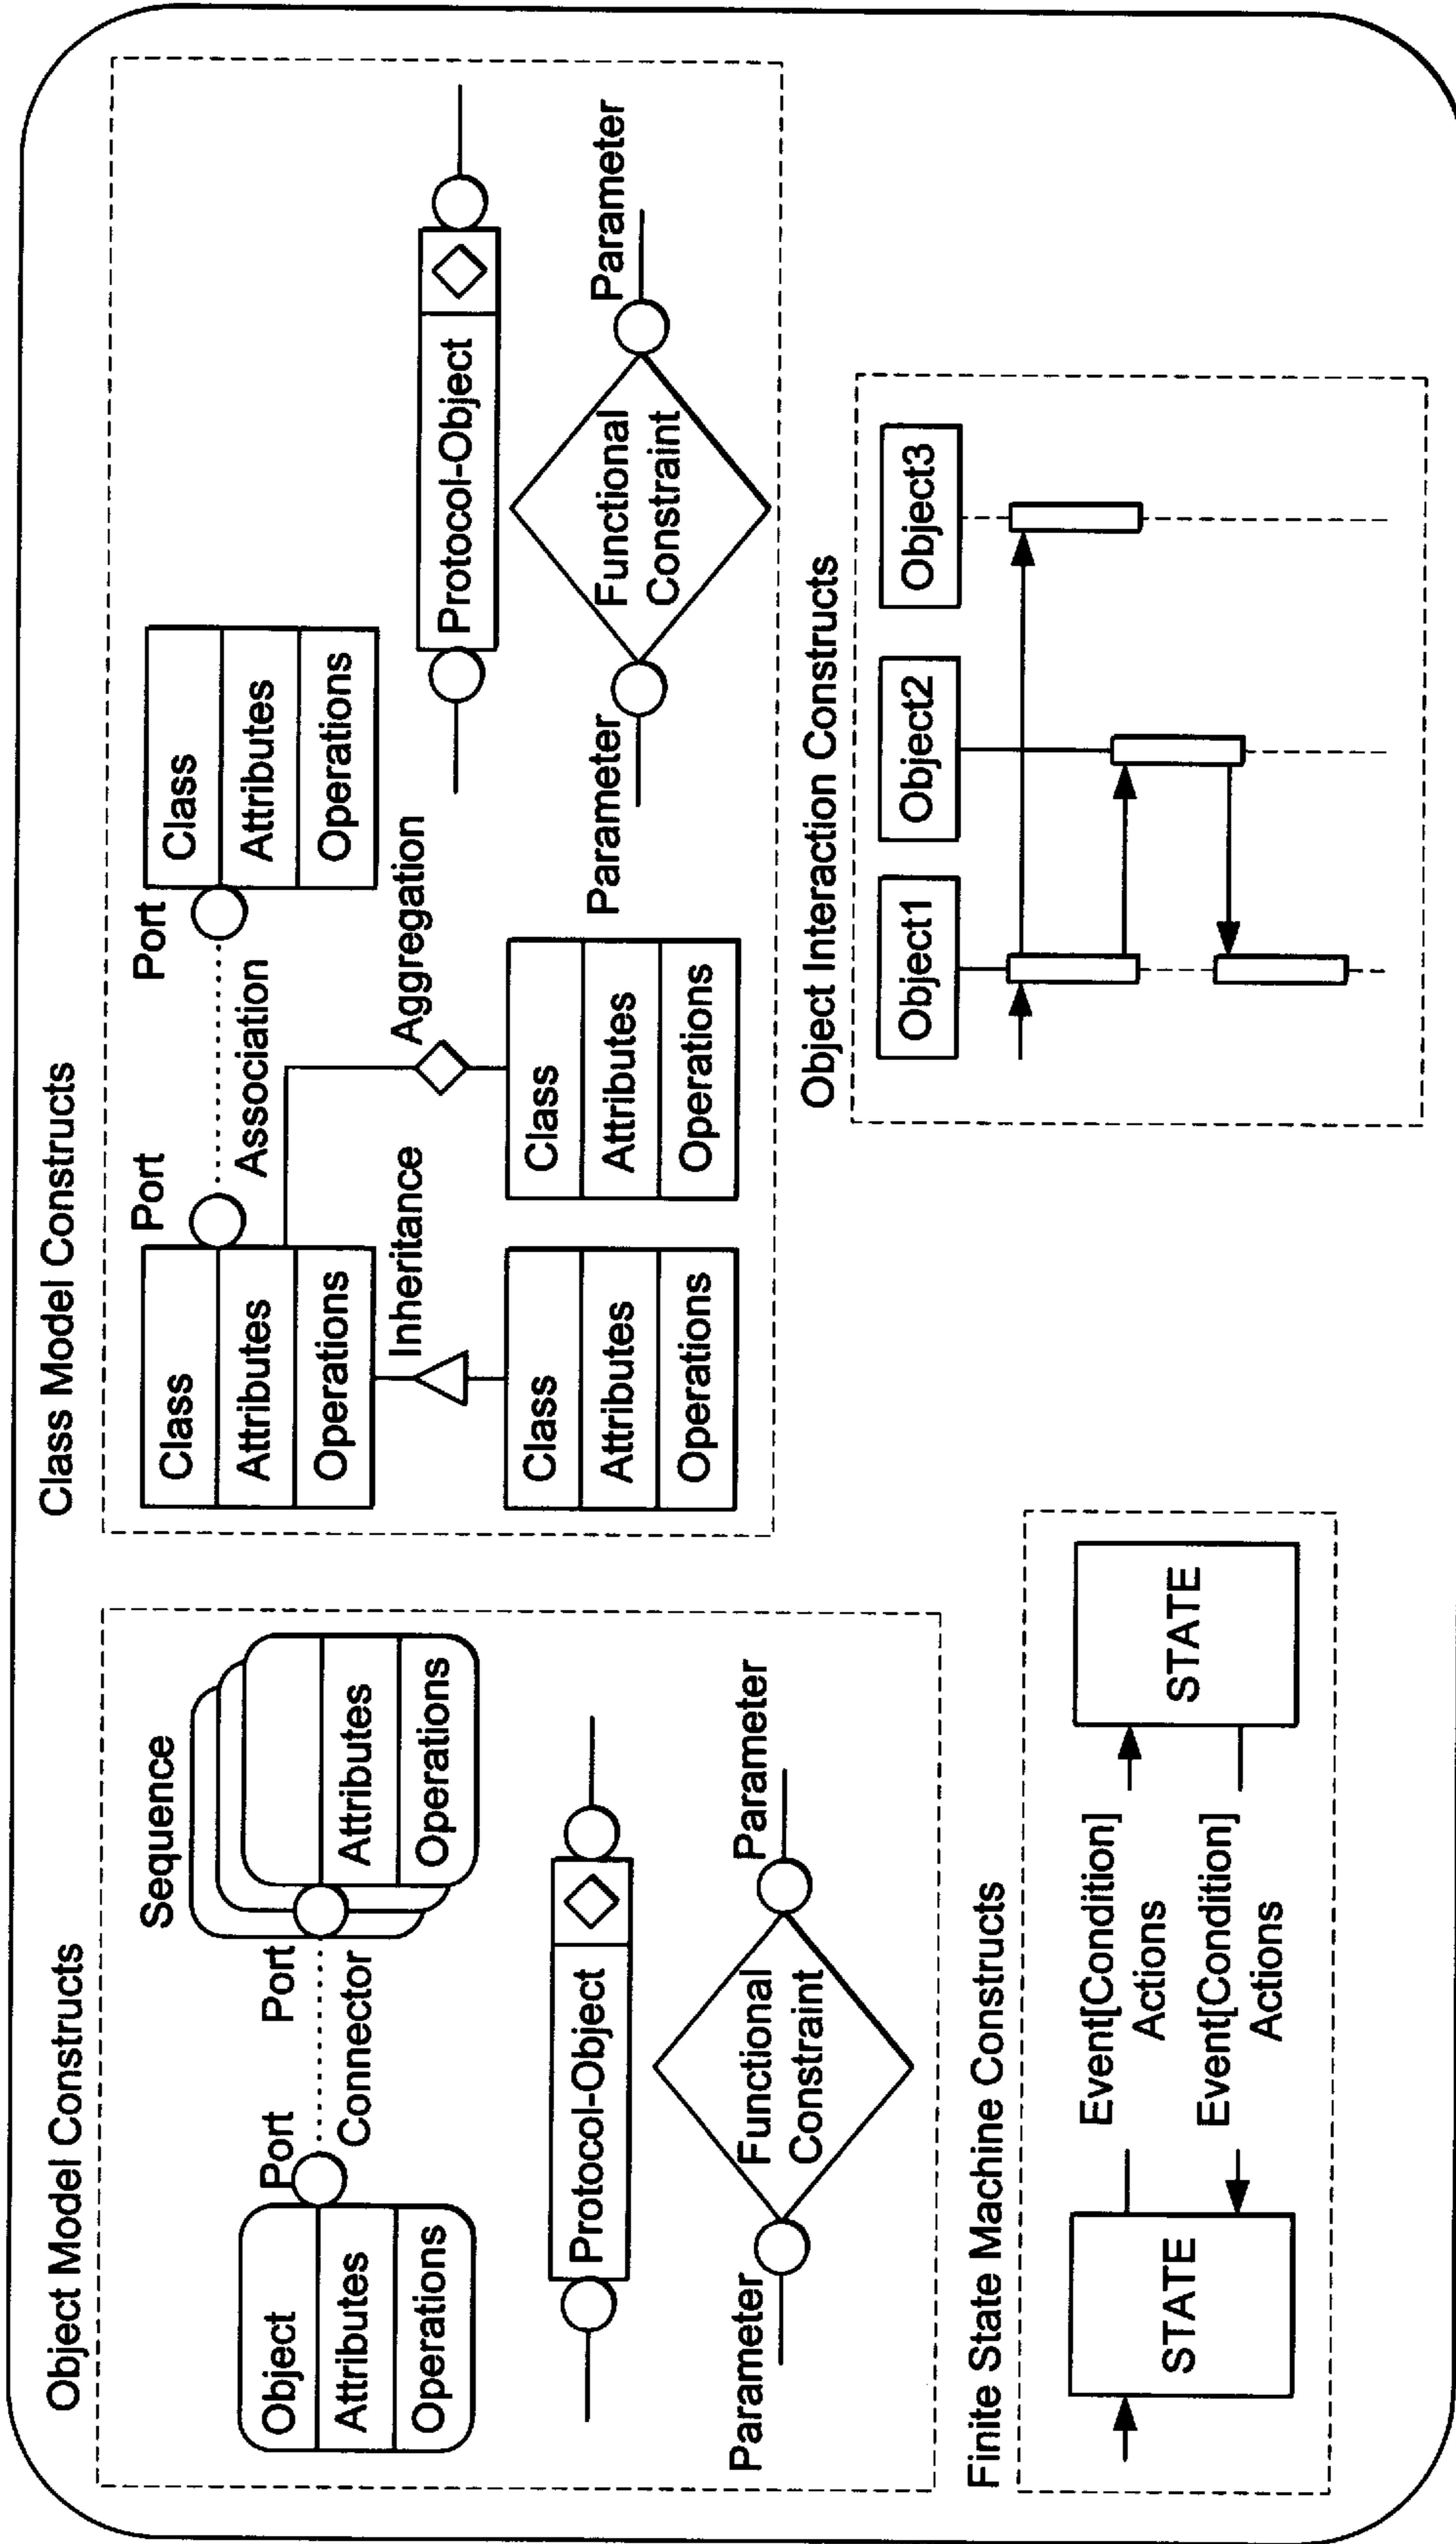 Object Model Constructs
Object
Attributes
Operations
Port
Connector
Port
Sequence
Attributes
Operations
Protocol-Object
Parameter
Functional
Constraint
Parameter
Class Model Constructs
Class
Attributes
Operations
Port
Association
Port
Class
Attributes
Operations
Inheritance
Aggregation
Class
Attributes
Operations
Class
Attributes
Operations
Protocol-Object
Parameter
Functional
Constraint
Parameter
Finite State Machine Constructs
STATE
Event[Condition]
Actions
Event[Condition]
Actions
STATE
Object Interaction Constructs
Object1
Object2
Object3